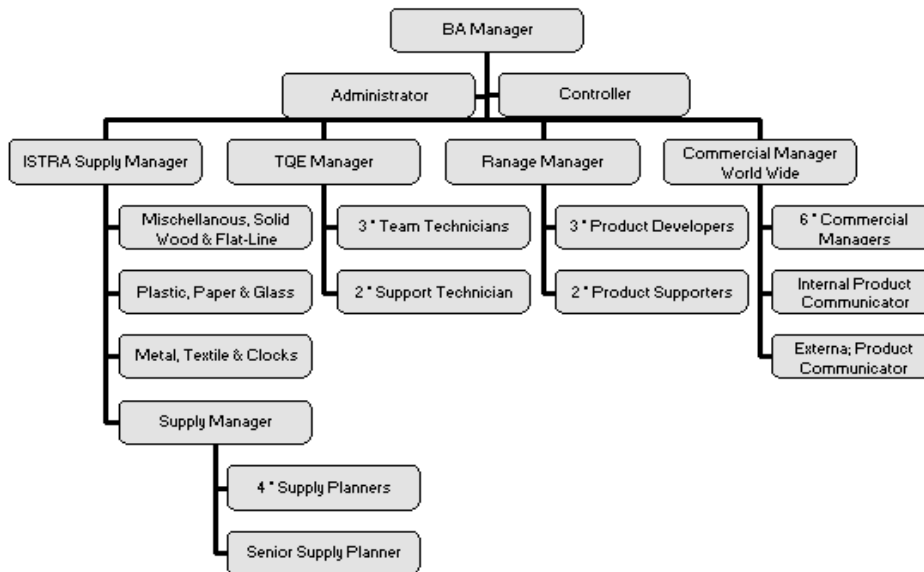 BA Manager
Administrator
Controller
ISTRA Supply Manager
TQE Manager
Ranage Manager
Commercial Manager
World Wide
Mischellanous, Solid
Wood & Flat-Line
3 * Team Technicians
3 * Product Developers
6 * Commercial
Managers
Plastic, Paper & Glass
2 * Support Technician
2 * Product Supporters
Internal Product
Communicator
Metal, Textile & Clocks
Externa; Product
Communicator
Supply Manager
4 * Supply Planners
Senior Supply Planner